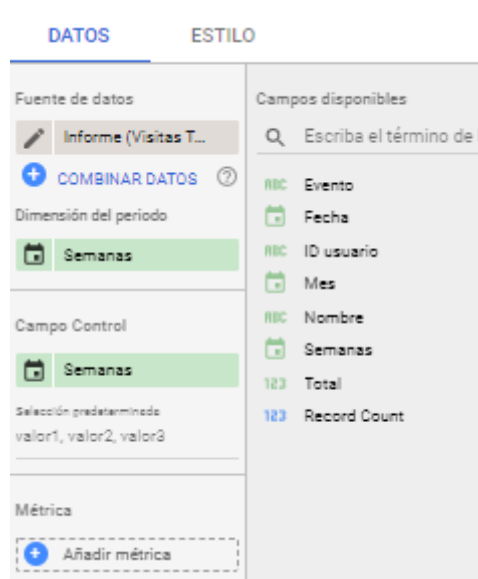 DATOS
ESTILO
Fuente de datos
Informe (Visitas T...
COMBINAR DATOS
Dimensión del periodo
Semanas
Campo Control
Semanas
Selección predeterminada
valor1, valor2, valor3
Métrica
Añadir métrica
Campos disponibles
Escriba el término de
ABC Evento
Fecha
ABC ID usuario
Mes
ABC Nombre
Semanas
123 Total
123 Record Count